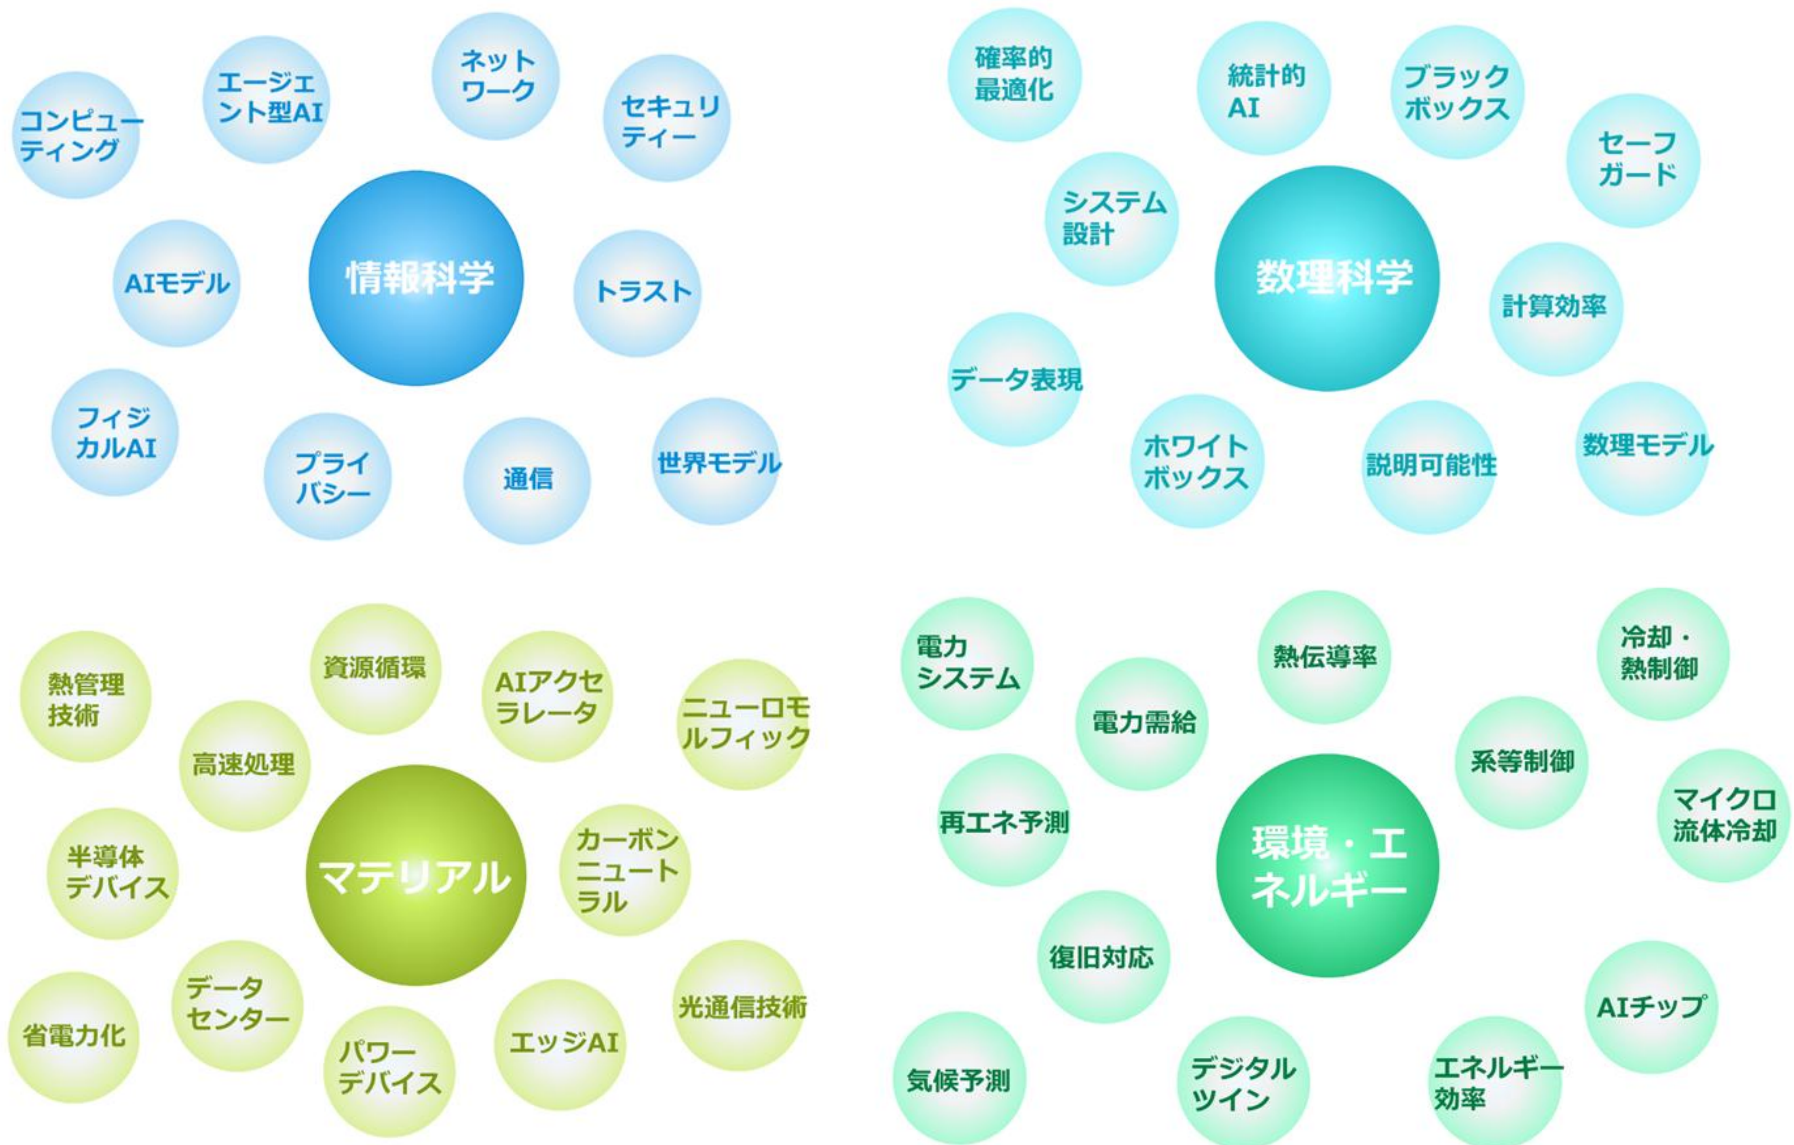 コンピュー
ティング
エージェ
ント型AI
ネット
ワーク
セキュリ
ティー
AIモデル
情報科学
トラスト
フィジ
カルAI
プライ
バシー
通信
世界モデル
確率的
最適化
統計的
AI
ブラック
ボックス
セーフ
ガード
システム
設計
数理科学
計算効率
データ表現
ホワイト
ボックス
説明可能性
数理モデル
熱管理
技術
資源循環
AIアクセ
ラレータ
ニューロモ
ルフィック
高速処理
半導体
デバイス
マテリアル
カーボン
ニュート
ラル
省電力化
データ
センター
パワー
デバイス
エッジAI
光通信技術
電力
システム
電力需給
熱伝導率
冷却・
熱制御
再エネ予測
系等制御
マイクロ
流体冷却
環境・エ
ネルギー
復旧対応
AIチップ
気候予測
デジタル
ツイン
エネルギー
効率